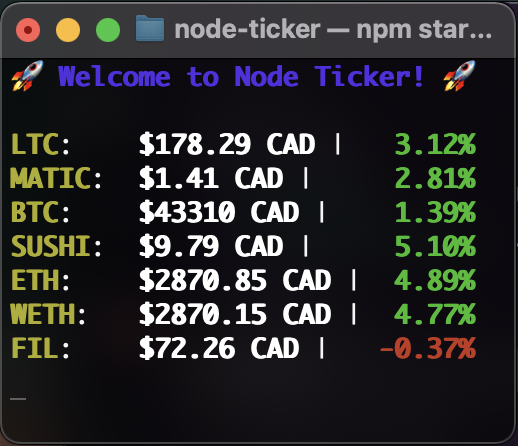 node-ticker — npm star...
🚀 Welcome to Node Ticker! 🚀
LTC: $178.29 CAD | 3.12%
MATIC: $1.41 CAD | 2.81%
BTC: $43310 CAD | 1.39%
SUSHI: $9.79 CAD | 5.10%
ETH: $2870.85 CAD | 4.89%
WETH: $2870.15 CAD | 4.77%
FIL: $72.26 CAD | -0.37%
_